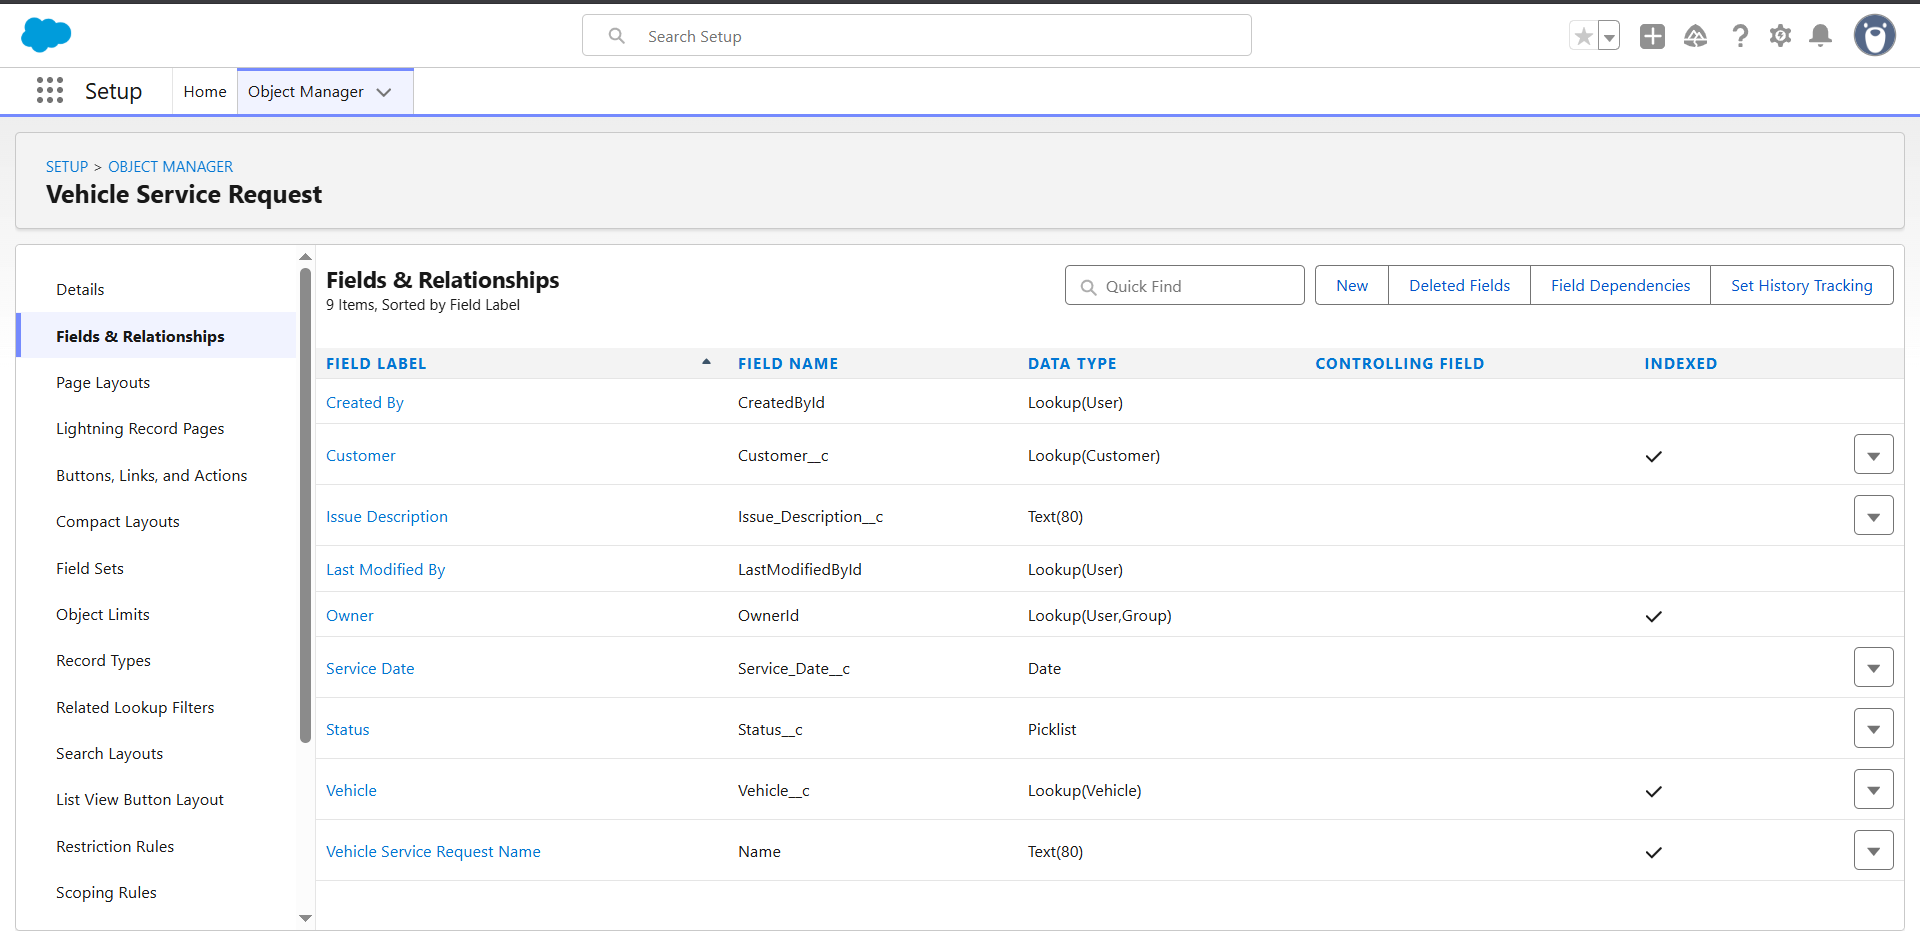 Search Setup
Setup
Home
Object Manager
SETUP > OBJECT MANAGER
Vehicle Service Request
Details
Fields & Relationships
Page Layouts
Lightning Record Pages
Buttons, Links, and Actions
Compact Layouts
Field Sets
Object Limits
Record Types
Related Lookup Filters
Search Layouts
List View Button Layout
Restriction Rules
Scoping Rules
Fields & Relationships
9 Items, Sorted by Field Label
Quick Find
New
Deleted Fields
Field Dependencies
Set History Tracking
FIELD LABEL FIELD NAME DATA TYPE CONTROLLING FIELD INDEXED
Created By CreatedById Lookup(User)
Customer Customer__c Lookup(Customer)
Issue Description Issue_Description__c Text(80)
Last Modified By LastModifiedById Lookup(User)
Owner OwnerId Lookup(User,Group)
Service Date Service_Date__c Date
Status Status__c Picklist
Vehicle Vehicle__c Lookup(Vehicle)
Vehicle Service Request Name Name Text(80)